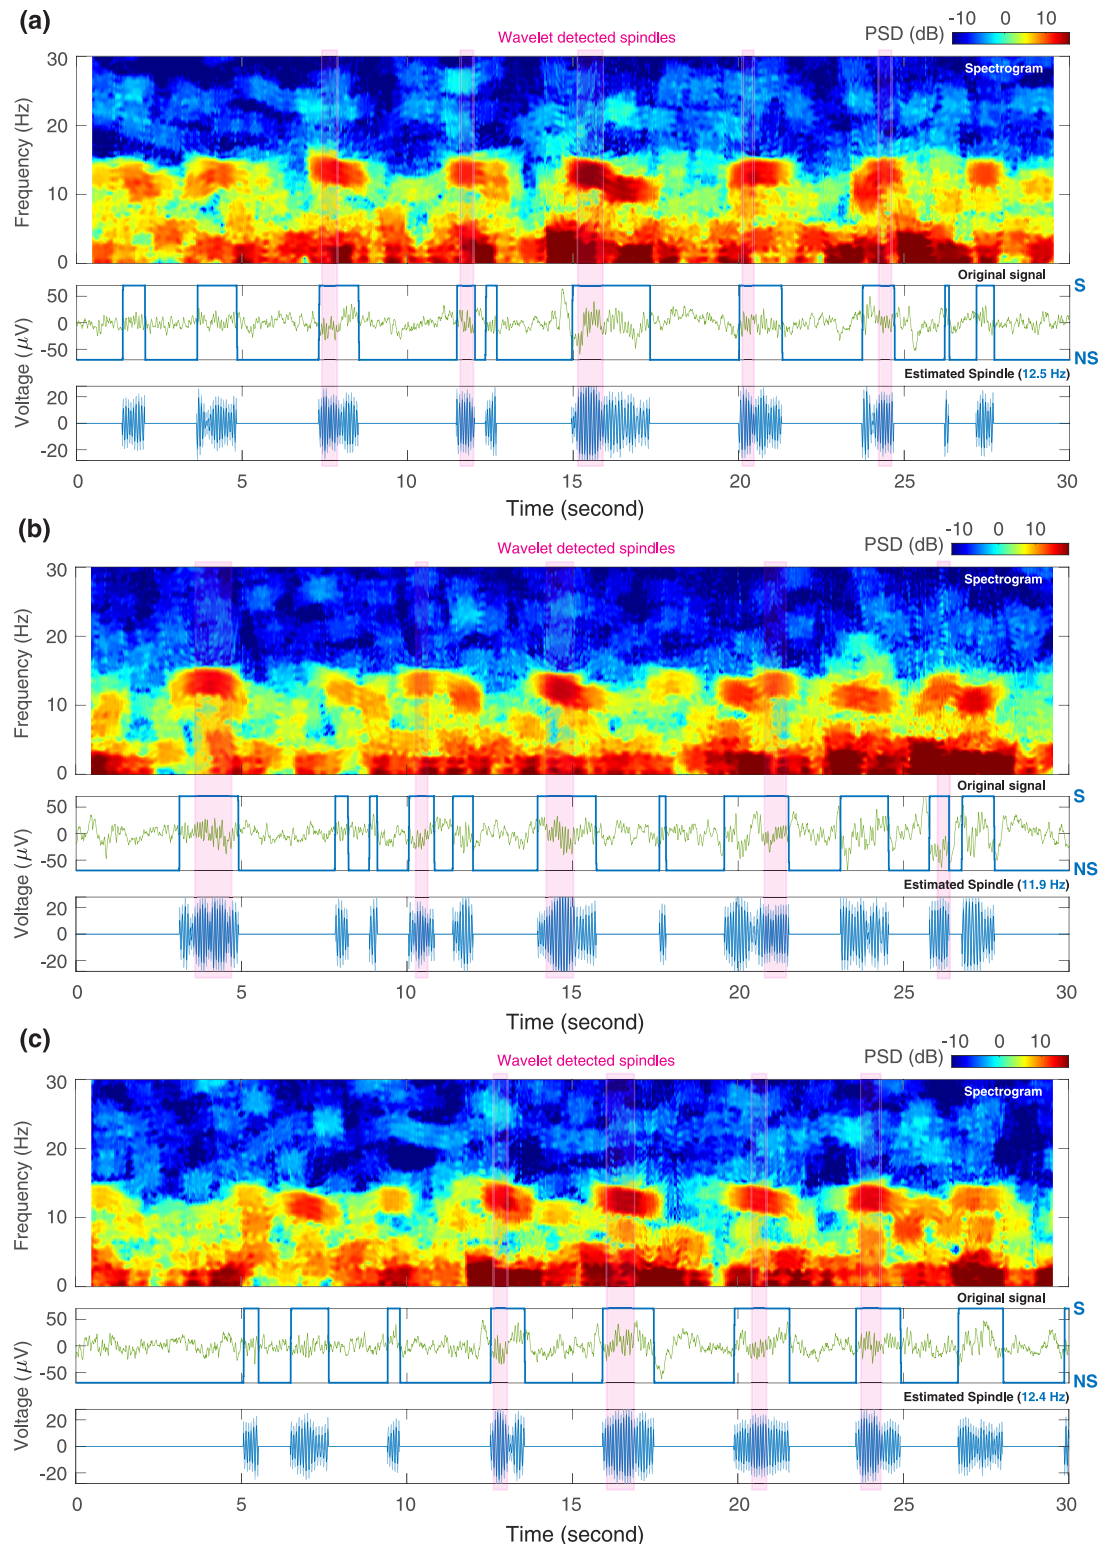 (a)
Wavelet detected spindles
PSD (dB)
-10 0 10
30
20
10
0
Frequency (Hz)
Spectrogram
Original signal
S
NS
50
0
-50
Voltage (μV)
Estimated Spindle (12.5 Hz)
20
0
-20
0 5 10 15 20 25 30
Time (second)
(b)
Wavelet detected spindles
PSD (dB)
-10 0 10
30
20
10
0
Frequency (Hz)
Spectrogram
Original signal
S
NS
50
0
-50
Voltage (μV)
Estimated Spindle (11.9 Hz)
20
0
-20
0 5 10 15 20 25 30
Time (second)
(c)
Wavelet detected spindles
PSD (dB)
-10 0 10
30
20
10
0
Frequency (Hz)
Spectrogram
Original signal
S
NS
50
0
-50
Voltage (μV)
Estimated Spindle (12.4 Hz)
20
0
-20
0 5 10 15 20 25 30
Time (second)